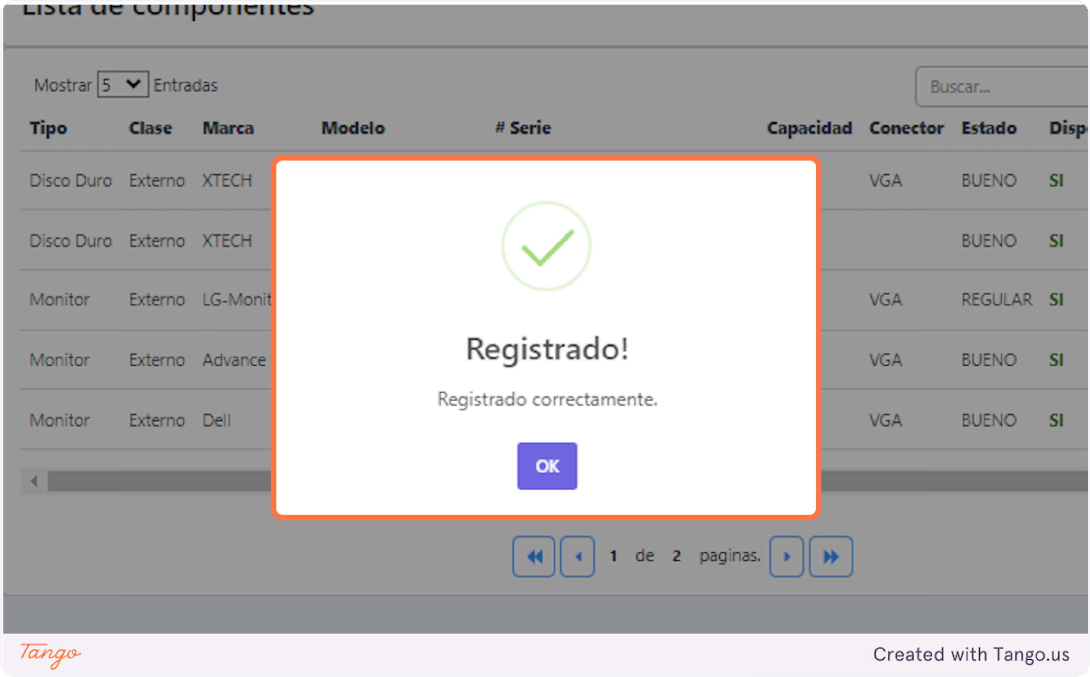 Lista de componentes
Mostrar 5 Entradas
Buscar...
Tipo Clase Marca Modelo # Serie Capacidad Conector Estado Disp
Disco Duro Externo XTECH VGA BUENO SI
Disco Duro Externo XTECH BUENO SI
Monitor Externo LG-Monit VGA REGULAR SI
Monitor Externo Advance VGA BUENO SI
Monitor Externo Dell VGA BUENO SI
Registrado!
Registrado correctamente.
OK
1 de 2 paginas.
Tango
Created with Tango.us